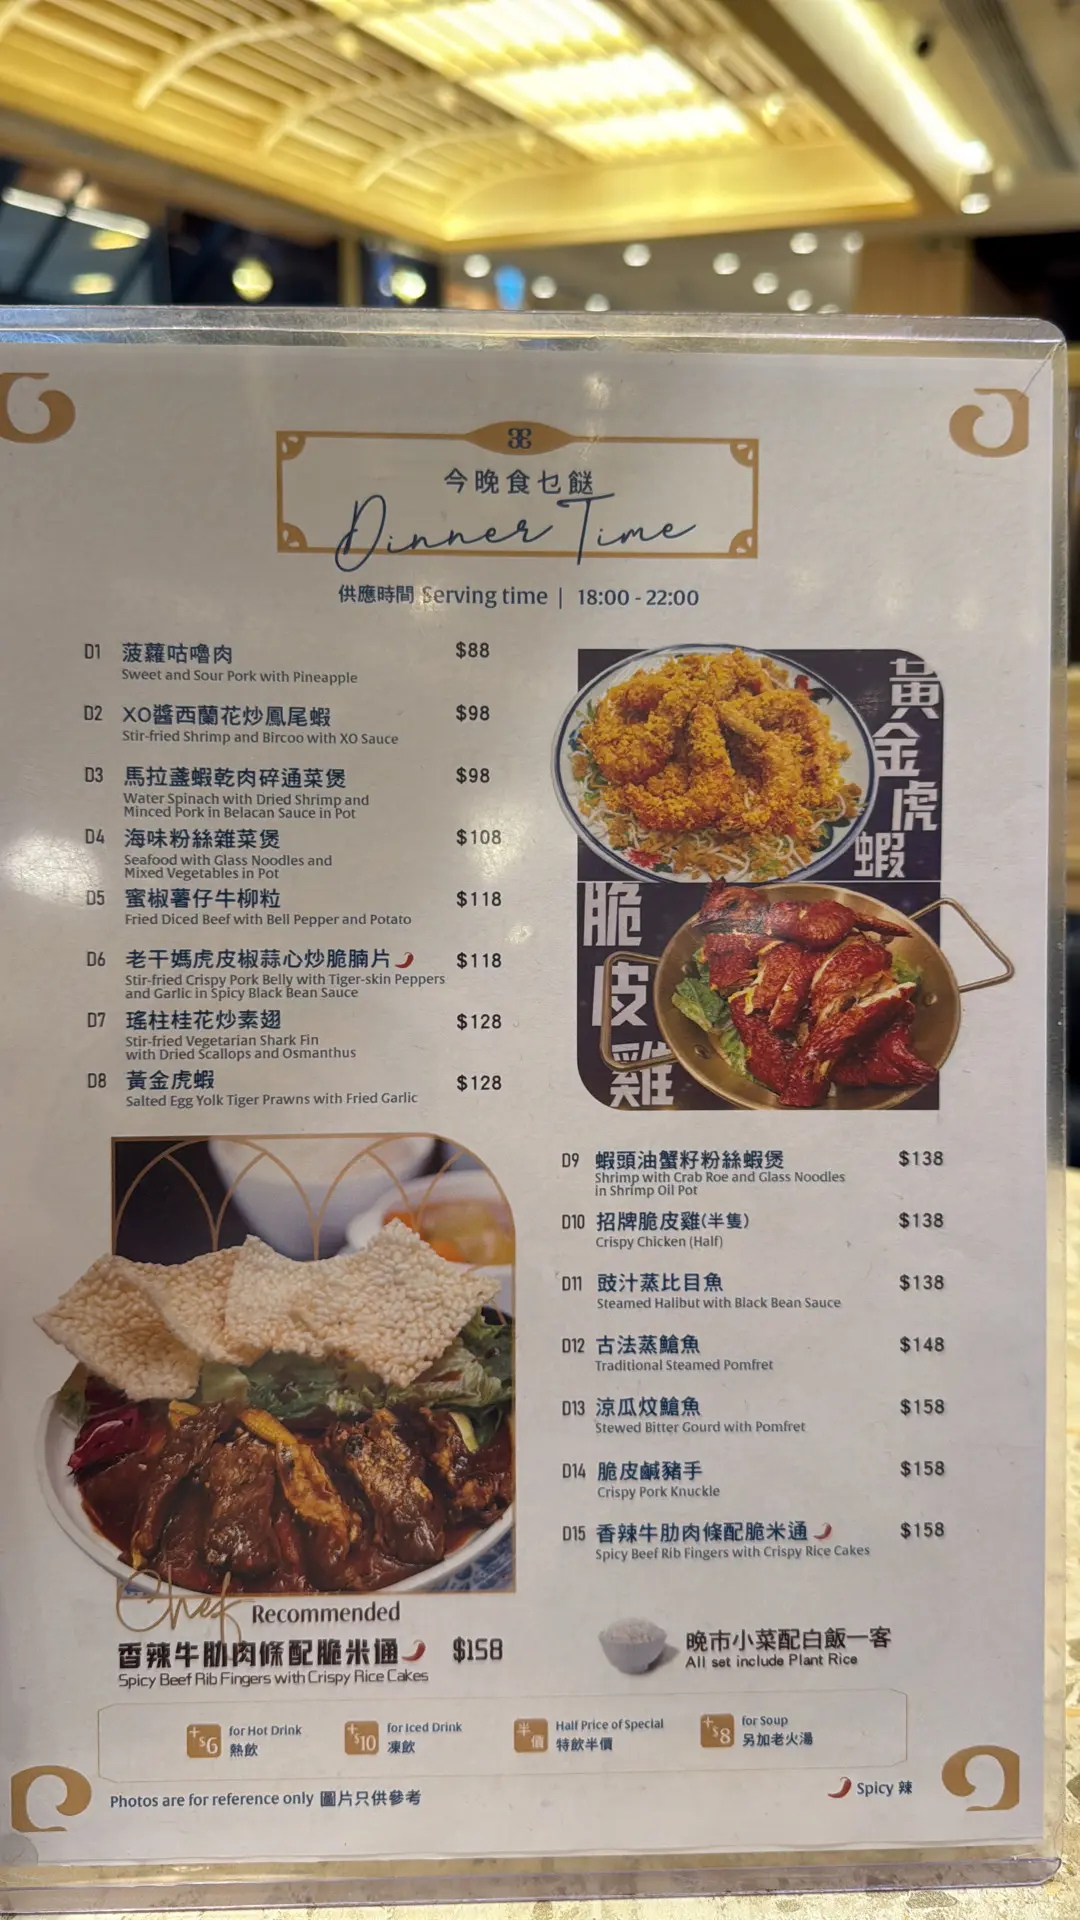 今晚食乜餸
Dinner Time
供應時間 Serving time | 18:00 - 22:00
D1 菠蘿咕嚕肉 $88
Sweet and Sour Pork with Pineapple
D2 XO醬西蘭花炒鳳尾蝦 $98
Stir-fried Shrimp and Bircoo with XO Sauce
D3 馬拉盞蝦乾肉碎通菜煲 $98
Water Spinach with Dried Shrimp and
Minced Pork in Belacan Sauce in Pot
D4 海味粉絲雜菜煲 $108
Seafood with Glass Noodles and
Mixed Vegetables in Pot
D5 蜜椒薯仔牛柳粒 $118
Fried Diced Beef with Bell Pepper and Potato
D6 老干媽虎皮椒蒜心炒脆腩片 $118
Stir-fried Crispy Pork Belly with Tiger-skin Peppers
and Garlic in Spicy Black Bean Sauce
D7 瑤柱桂花炒素翅 $128
Stir-fried Vegetarian Shark Fin
with Dried Scallops and Osmanthus
D8 黃金虎蝦 $128
Salted Egg Yolk Tiger Prawns with Fried Garlic
黃金虎蝦
脆皮雞
D9 蝦頭油蟹籽粉絲蝦煲 $138
Shrimp with Crab Roe and Glass Noodles
in Shrimp Oil Pot
D10 招牌脆皮雞(半隻) $138
Crispy Chicken (Half)
D11 豉汁蒸比目魚 $138
Steamed Halibut with Black Bean Sauce
D12 古法蒸鱠魚 $148
Traditional Steamed Pomfret
D13 涼瓜炆鱠魚 $158
Stewed Bitter Gourd with Pomfret
D14 脆皮鹹豬手 $158
Crispy Pork Knuckle
D15 香辣牛肋肉條配脆米通 $158
Spicy Beef Rib Fingers with Crispy Rice Cakes
Chef Recommended
香辣牛肋肉條配脆米通 $158
Spicy Beef Rib Fingers with Crispy Rice Cakes
晚市小菜配白飯一客
All set include Plant Rice
+$6 for Hot Drink
熱飲
+$10 for Iced Drink
凍飲
半價 Half Price of Special
特飲半價
+$8 for Soup
另加老火湯
Photos are for reference only 圖片只供參考
Spicy 辣